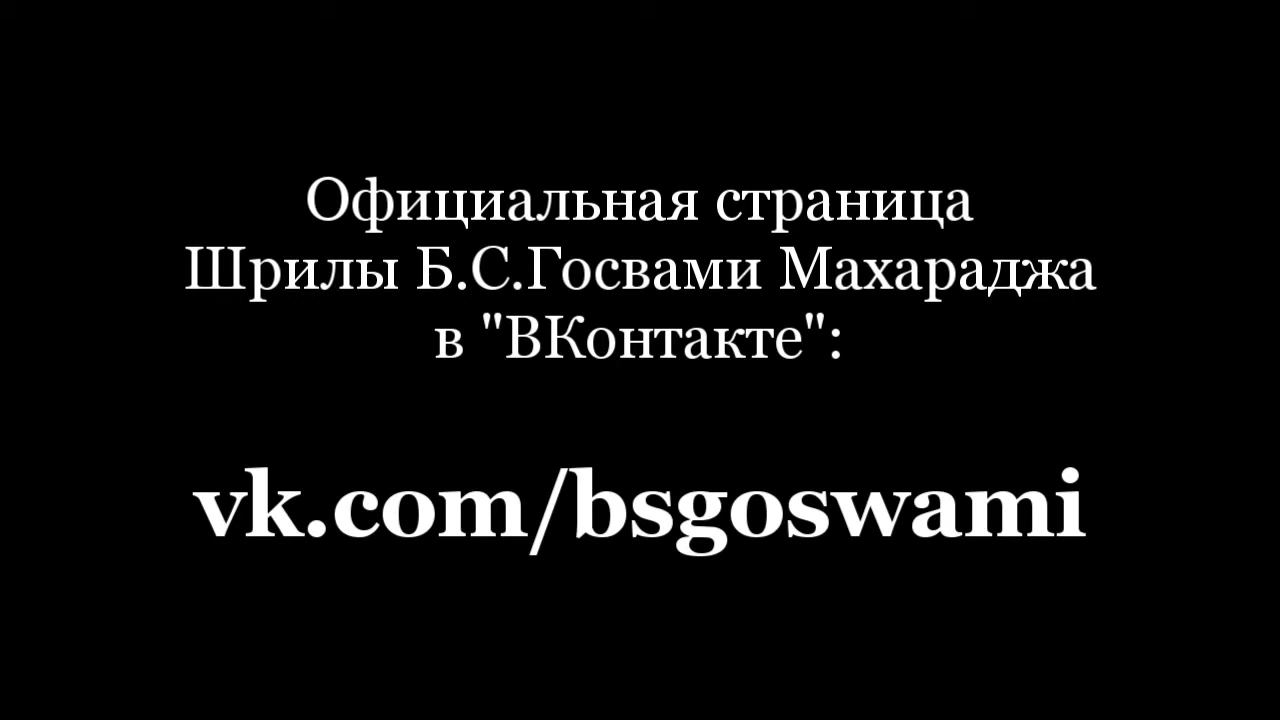 Официальная страница
Шрилы Б.С.Госвами Махараджа
в "ВКонтакте":
vk.com/bsgoswami